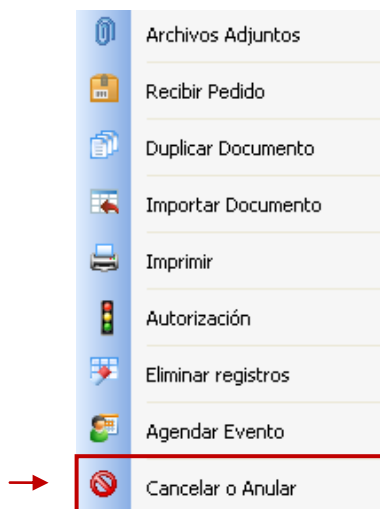 Archivos Adjuntos
Recibir Pedido
Duplicar Documento
Importar Documento
Imprimir
Autorización
Eliminar registros
Agendar Evento
Cancelar o Anular